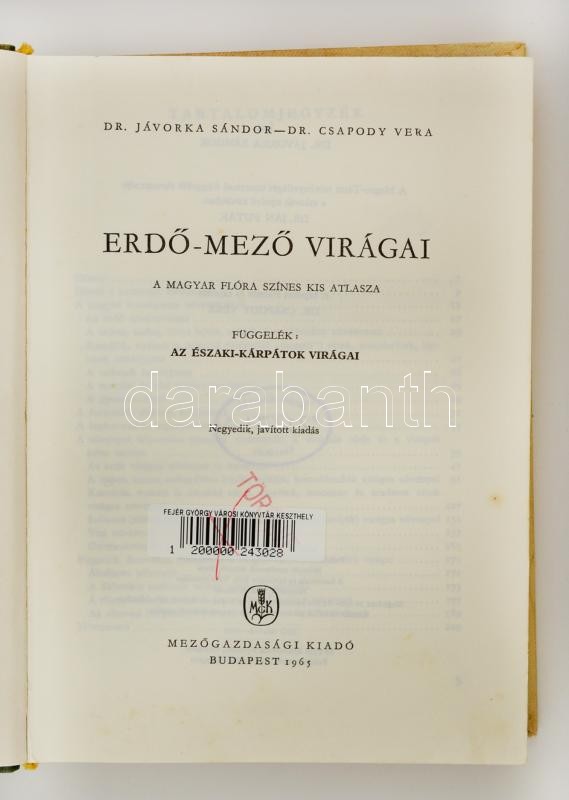 DR. JÁVORKA SÁNDOR—DR. CSAPODY VERA
ERDŐ-MEZŐ VIRÁGAI
A MAGYAR FLÓRA SZÍNES KIS ATLASZA
FÜGGELÉK:
AZ ÉSZAKI-KÁRPÁTOK VIRÁGAI
darabanth
Negyedik, javított kiadás
TÖR
FEJÉR GYÖRGY VÁROSI KÖNYVTÁR KESZTHELY
1 200000 243028
MGK
MEZŐGAZDASÁGI KIADÓ
BUDAPEST 1965